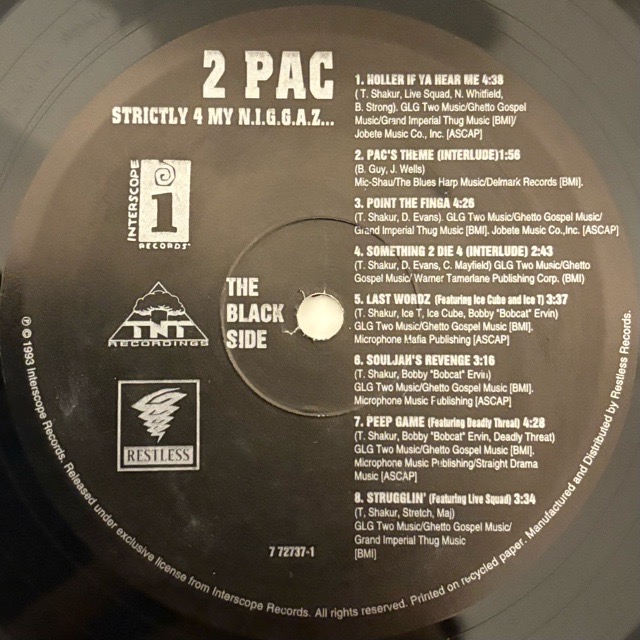 2 PAC
STRICTLY 4 MY N.I.G.G.A.Z...
INTERSCOPE
RECORDS
TNT
RECORDINGS
RESTLESS
THE
BLACK
SIDE
7 72737-1
1. HOLLER IF YA HEAR ME 4:38
( T. Shakur, Live Squad, N. Whitfield,
B. Strong). GLG Two Music/Ghetto Gospel
Music/Grand Imperial Thug Music [BMI]/
Jobete Music Co., Inc. [ASCAP]
2. PAC'S THEME (INTERLUDE)1:56
(B. Guy, J. Wells)
Mic-Shau/The Blues Harp Music/Delmark Records [BMI].
3. POINT THE FINGA 4:26
(T. Shakur, D. Evans). GLG Two Music/Ghetto Gospel Music/
Grand Imperial Thug Music [BMI]. Jobete Music Co.,Inc. [ASCAP]
4. SOMETHING 2 DIE 4 (INTERLUDE) 2:43
(T. Shakur, D. Evans, C. Mayfield) GLG Two Music/Ghetto
Gospel Music/ Warner Tamerlane Publishing Corp. (BMI)
5. LAST WORDZ (Featuring Ice Cube and Ice T) 3:37
(T. Shakur, Ice T, Ice Cube, Bobby "Bobcat" Ervin)
GLG Two Music/Ghetto Gospel Music [BMI].
Microphone Mafia Publishing [ASCAP]
6. SOULJAH'S REVENGE 3:16
(T. Shakur, Bobby "Bobcat" Ervin)
GLG Two Music/Ghetto Gospel Music [BMI].
Microphone Music Publishing [ASCAP]
7. PEEP GAME (Featuring Deadly Threat) 4:28
(T. Shakur, Bobby "Bobcat" Ervin, Deadly Threat)
GLG Two Music/Ghetto Gospel Music [BMI].
Microphone Music Publishing/Straight Drama
Music [ASCAP]
8. STRUGGLIN' (Featuring Live Squad) 3:34
(T, Shakur, Stretch, Maj)
GLG Two Music/Ghetto Gospel Music/
Grand Imperial Thug Music
[BMI]
℗ © 1993 Interscope Records. Released under exclusive license from Interscope Records. All rights reserved. Printed on recycled paper. Manufactured and Distributed by Restless Records.